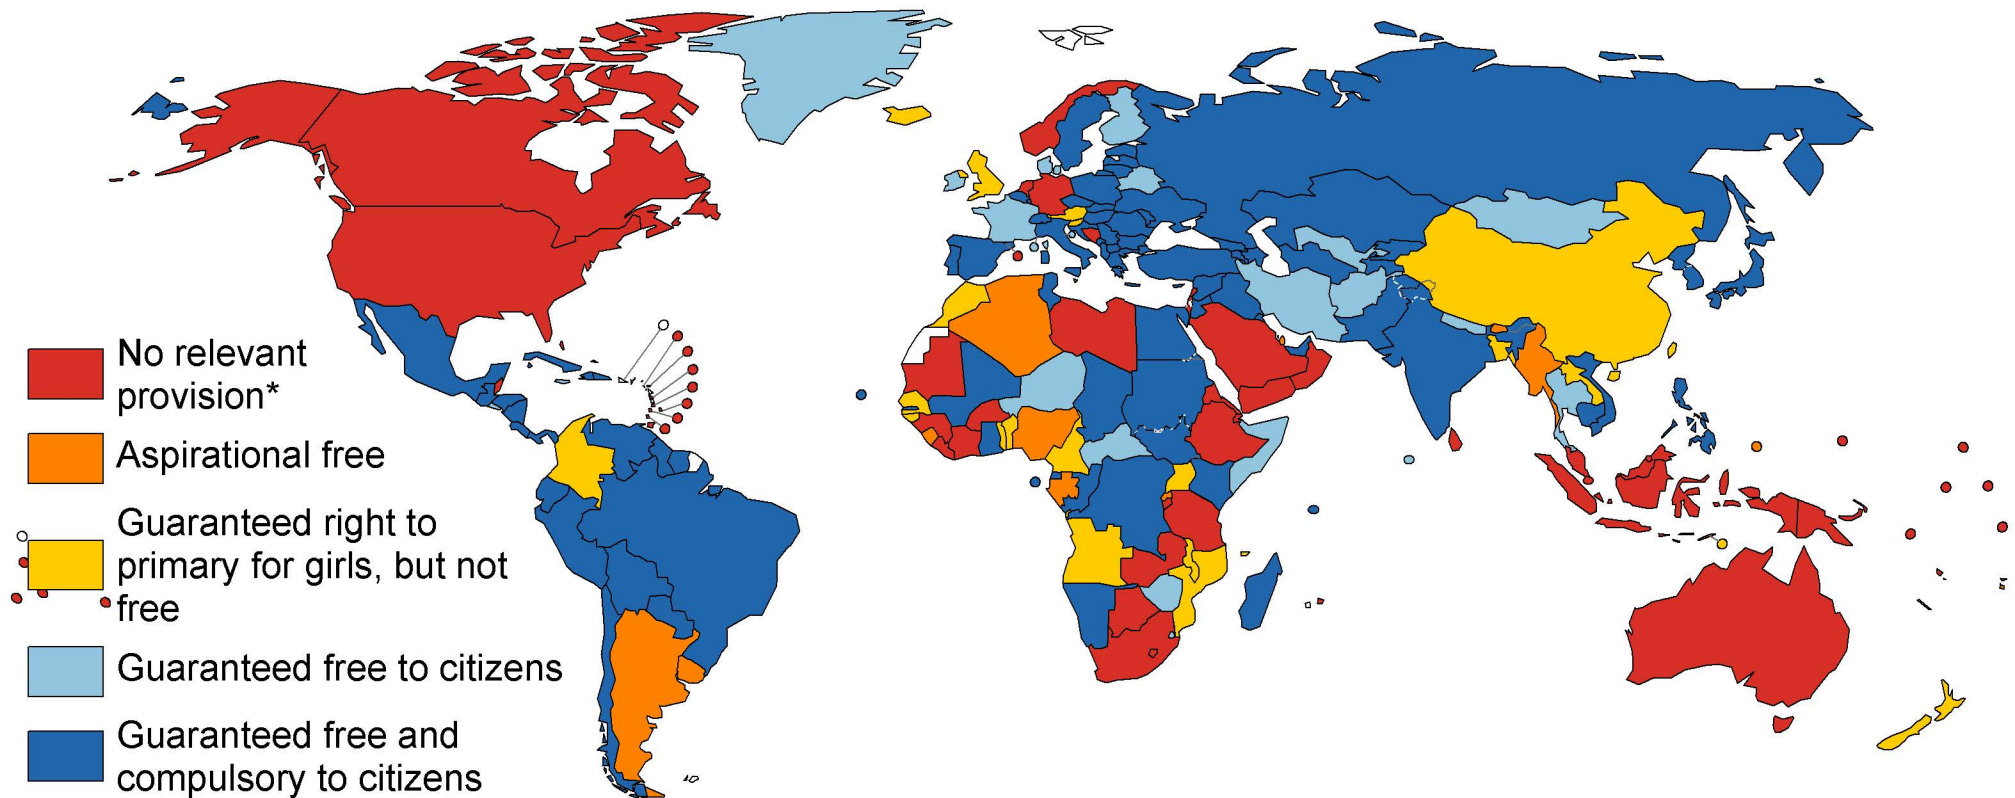 No relevant
provision*
Aspirational free
Guaranteed right to
primary for girls, but not
free
Guaranteed free to citizens
Guaranteed free and
compulsory to citizens